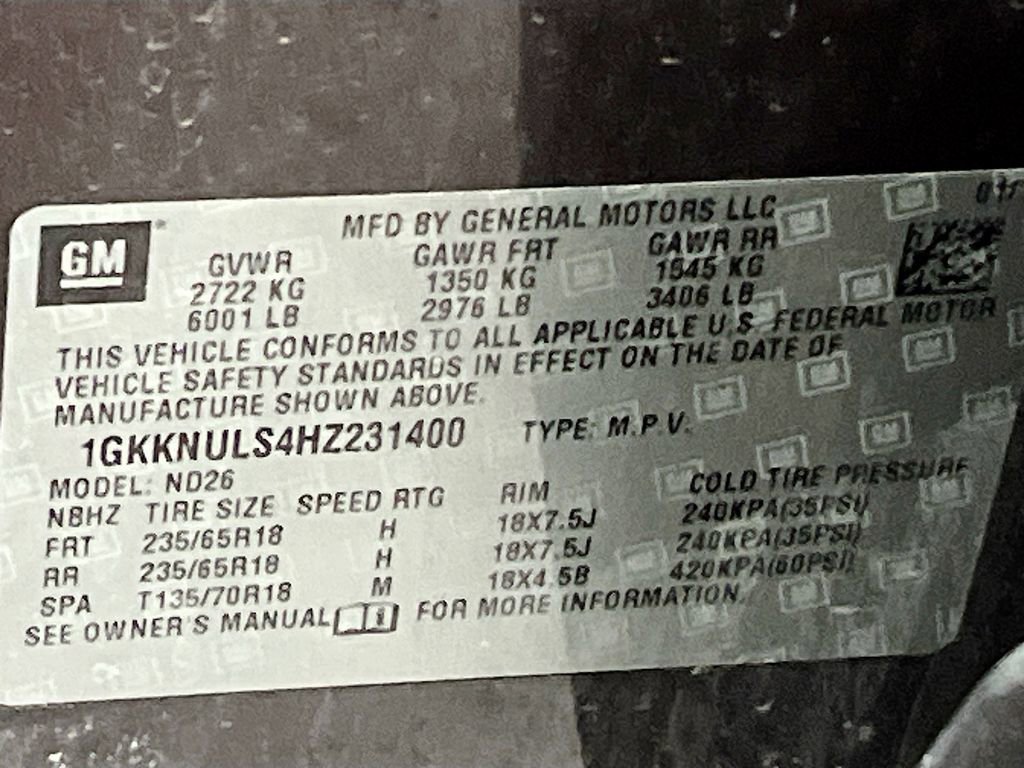 GM
MFD BY GENERAL MOTORS LLC
GVWR GAWR FRT GAWR RR
2722 KG 1350 KG 1545 KG
6001 LB 2976 LB 3406 LB
THIS VEHICLE CONFORMS TO ALL APPLICABLE U.S. FEDERAL MOTOR
VEHICLE SAFETY STANDARDS IN EFFECT ON THE DATE OF
MANUFACTURE SHOWN ABOVE.
1GKKNULS4HZ231400 TYPE: M.P.V.
MODEL: ND26
NBHZ TIRE SIZE SPEED RTG RIM COLD TIRE PRESSURE
FRT 235/65R18 H 18X7.5J 240KPA(35PSI)
RR 235/65R18 H 18X7.5J 240KPA(35PSI)
SPA T135/70R18 M 18X4.5B 420KPA(60PSI)
SEE OWNER'S MANUAL FOR MORE INFORMATION.